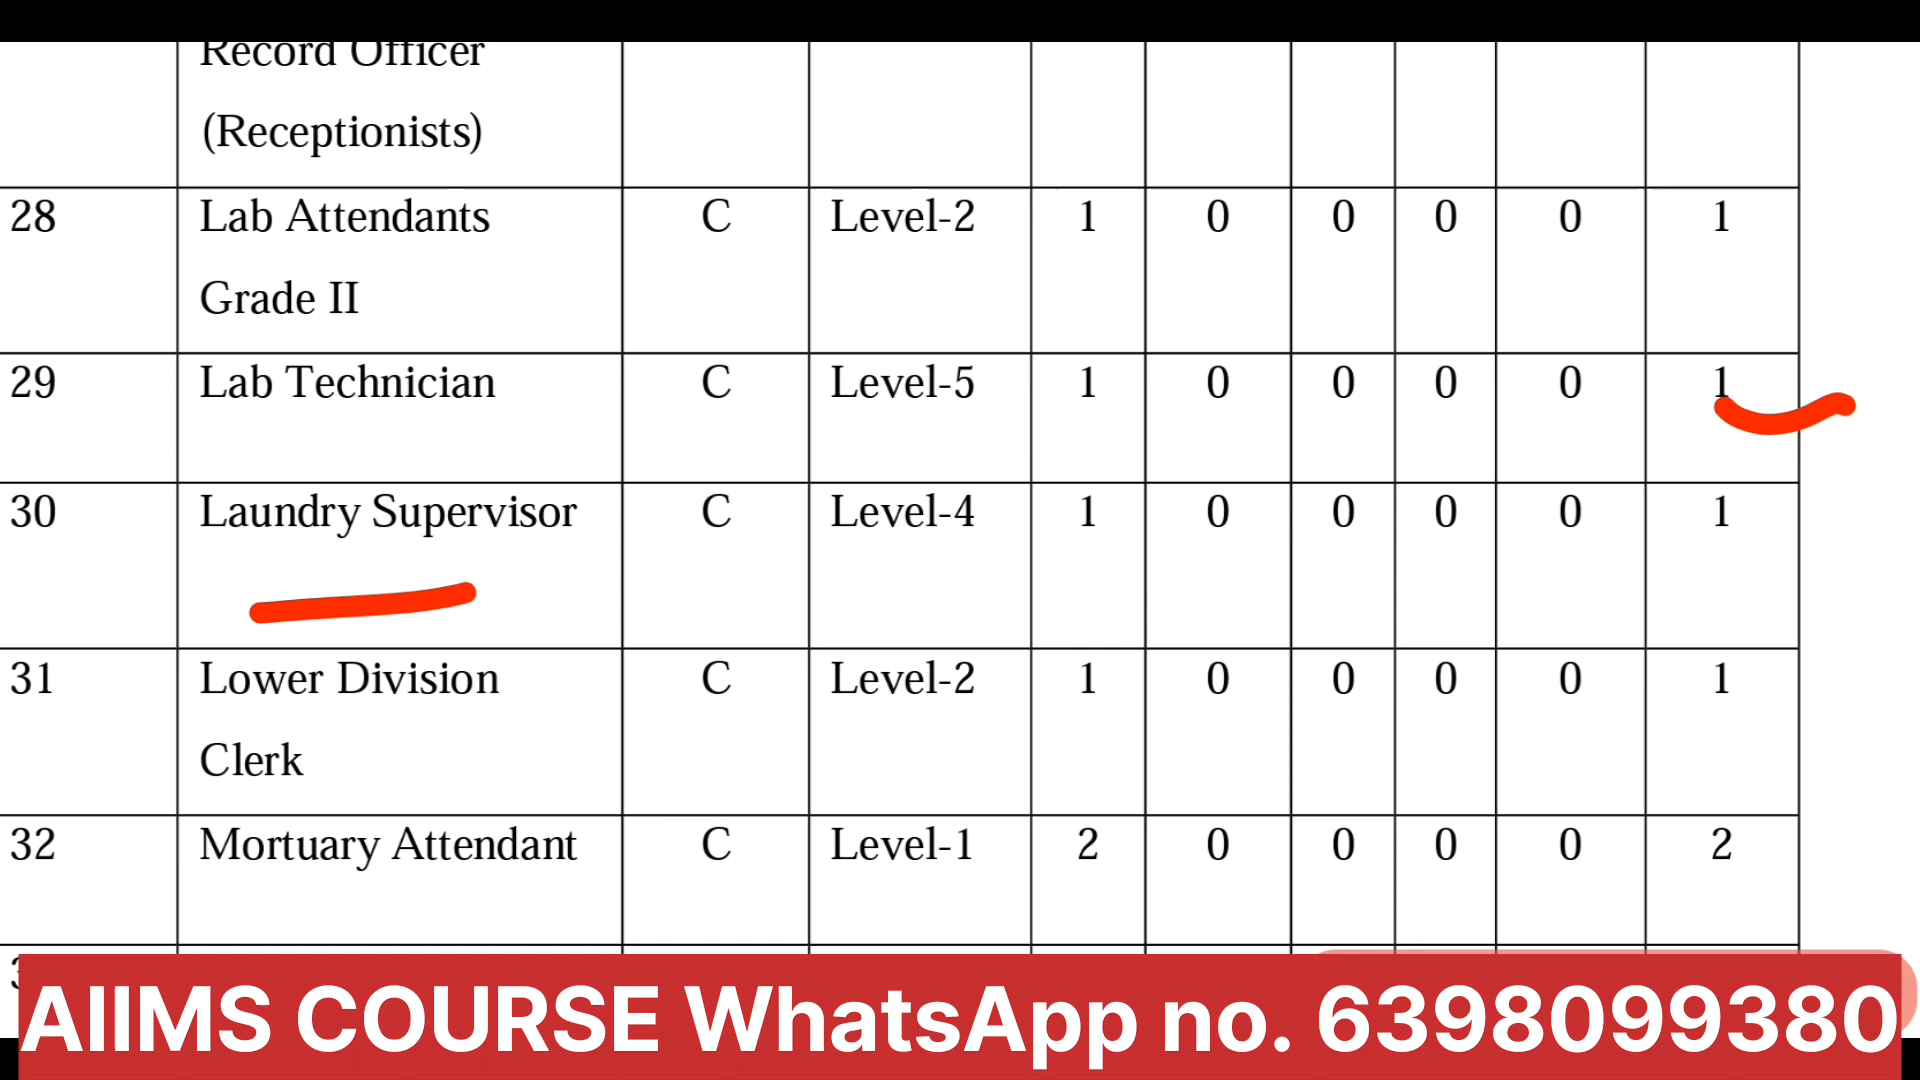 Record Officer
(Receptionists)
28 Lab Attendants C Level-2 1 0 0 0 0 1
Grade II
29 Lab Technician C Level-5 1 0 0 0 0 1
30 Laundry Supervisor C Level-4 1 0 0 0 0 1
31 Lower Division C Level-2 1 0 0 0 0 1
Clerk
32 Mortuary Attendant C Level-1 2 0 0 0 0 2
AIIMS COURSE WhatsApp no. 6398099380